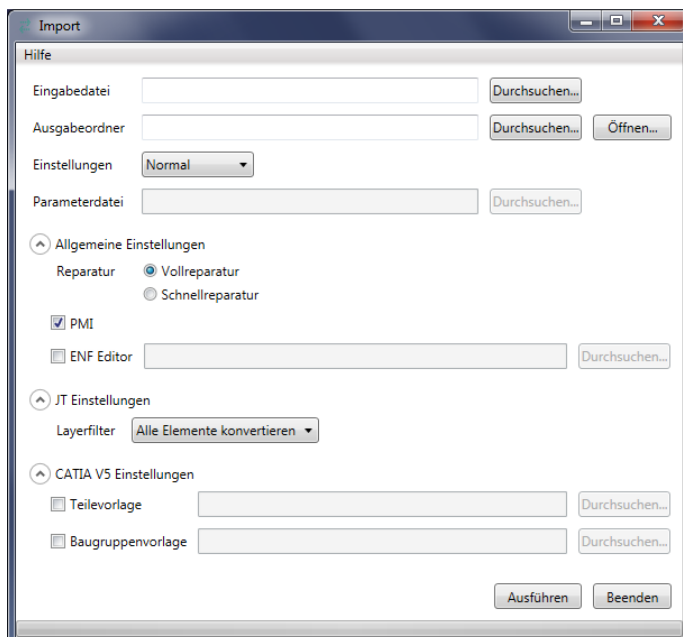 Import
Hilfe
Eingabedatei Durchsuchen...
Ausgabeordner Durchsuchen... Öffnen...
Einstellungen Normal
Parameterdatei Durchsuchen...
Allgemeine Einstellungen
Reparatur Vollreparatur
Schnellreparatur
PMI
ENF Editor Durchsuchen...
JT Einstellungen
Layerfilter Alle Elemente konvertieren
CATIA V5 Einstellungen
Teilevorlage Durchsuchen...
Baugruppenvorlage Durchsuchen...
Ausführen Beenden